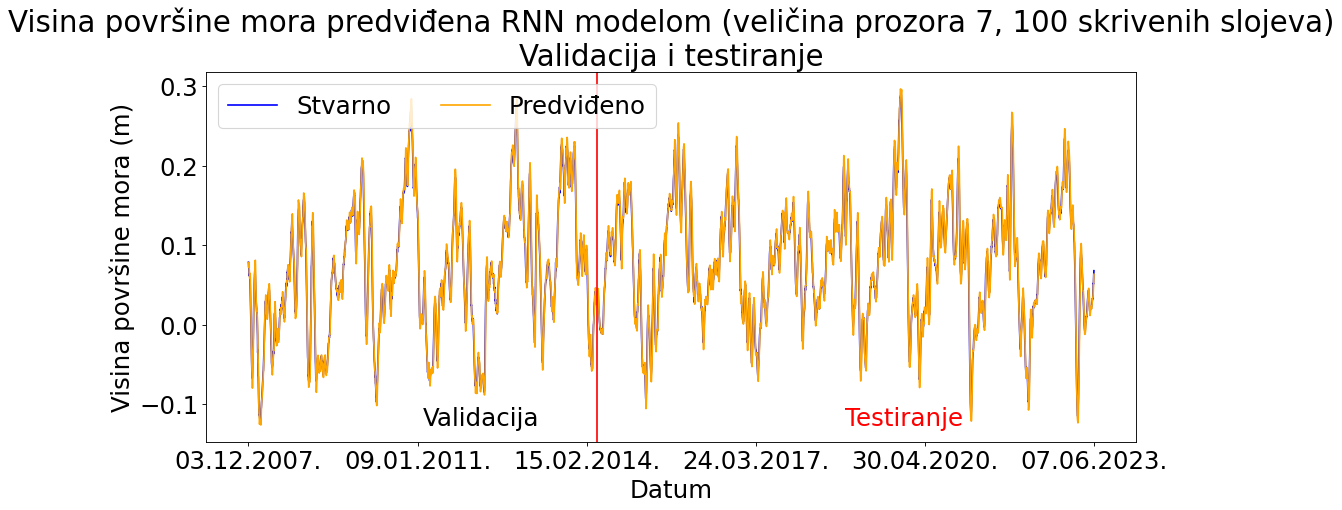 Visina površine mora predviđena RNN modelom (veličina prozora 7, 100 skrivenih slojeva)
Validacija i testiranje
Stvarno Predviđeno
Visina površine mora (m)
0.3
0.2
0.1
0.0
−0.1
Validacija Testiranje
03.12.2007. 09.01.2011. 15.02.2014. 24.03.2017. 30.04.2020. 07.06.2023.
Datum